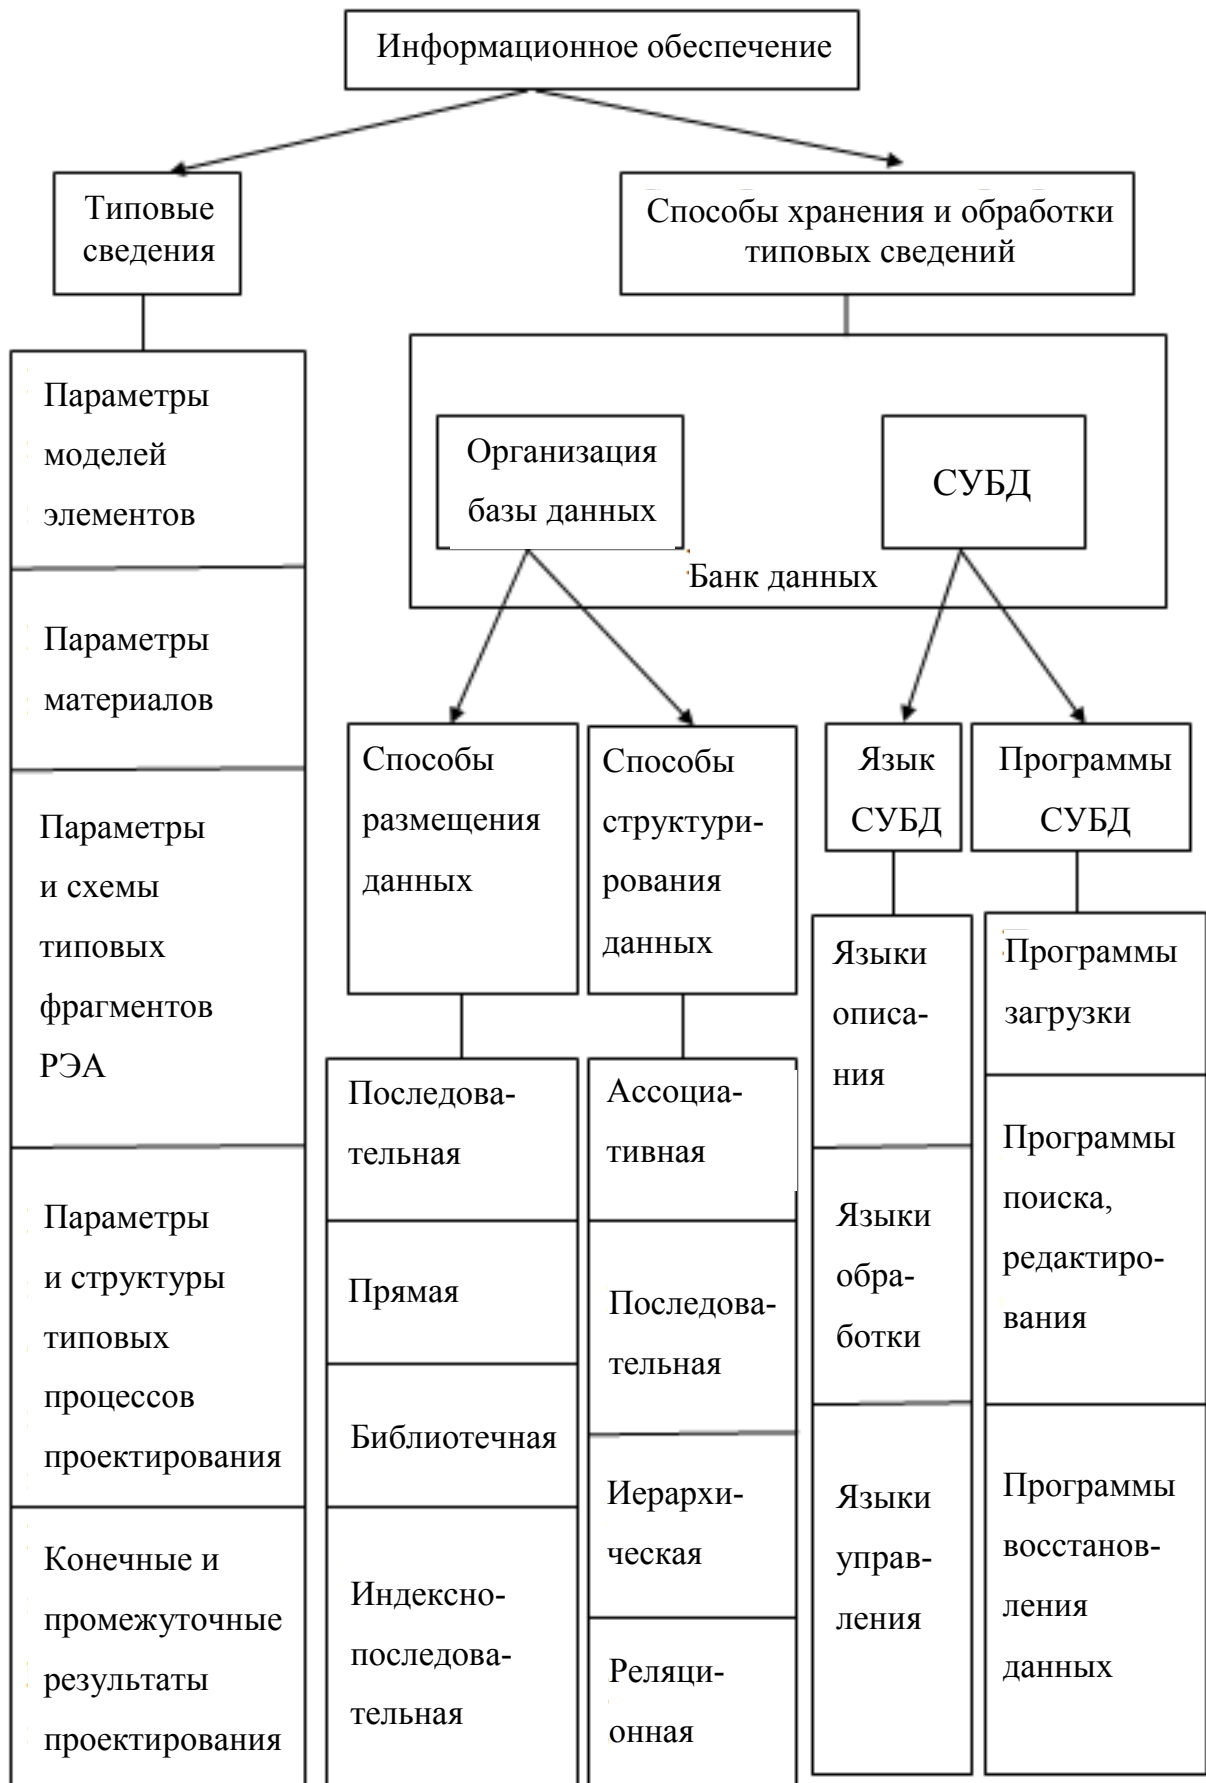 Информационное обеспечение
Типовые
сведения
Способы хранения и обработки
типовых сведений
Параметры
моделей
элементов
Параметры
материалов
Параметры
и схемы
типовых
фрагментов
РЭА
Параметры
и структуры
типовых
процессов
проектирования
Конечные и
промежуточные
результаты
проектирования
Организация
базы данных
СУБД
Банк данных
Способы
размещения
данных
Последова-
тельная
Прямая
Библиотечная
Индексно-
последова-
тельная
Способы
структури-
рования
данных
Ассоциа-
тивная
Последова-
тельная
Иерархи-
ческая
Реляци-
онная
Язык
СУБД
Языки
описа-
ния
Языки
обра-
ботки
Языки
управ-
ления
Программы
СУБД
Программы
загрузки
Программы
поиска,
редактиро-
вания
Программы
восстанов-
ления
данных